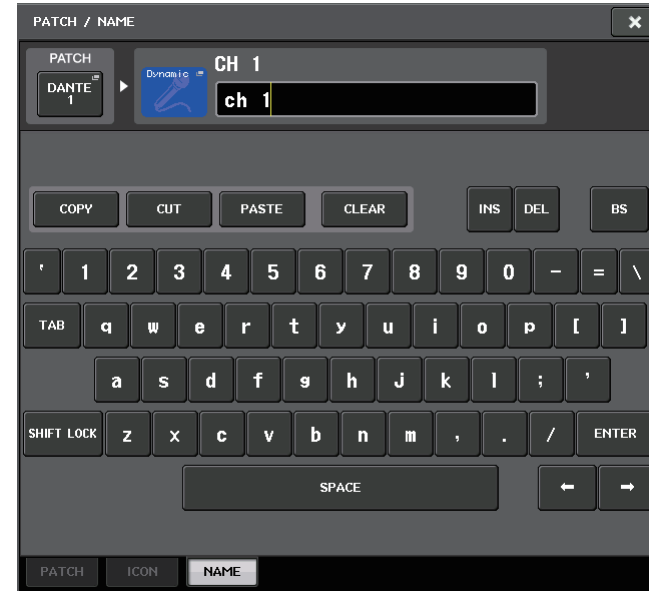 PATCH / NAME ×
PATCH
DANTE
1
Dynamic
CH 1
ch 1
COPY CUT PASTE CLEAR INS DEL BS
' 1 2 3 4 5 6 7 8 9 0 - = \
TAB q w e r t y u i o p [ ]
a s d f g h j k l ; '
SHIFT LOCK z x c v b n m , . / ENTER
SPACE ← →
PATCH ICON NAME